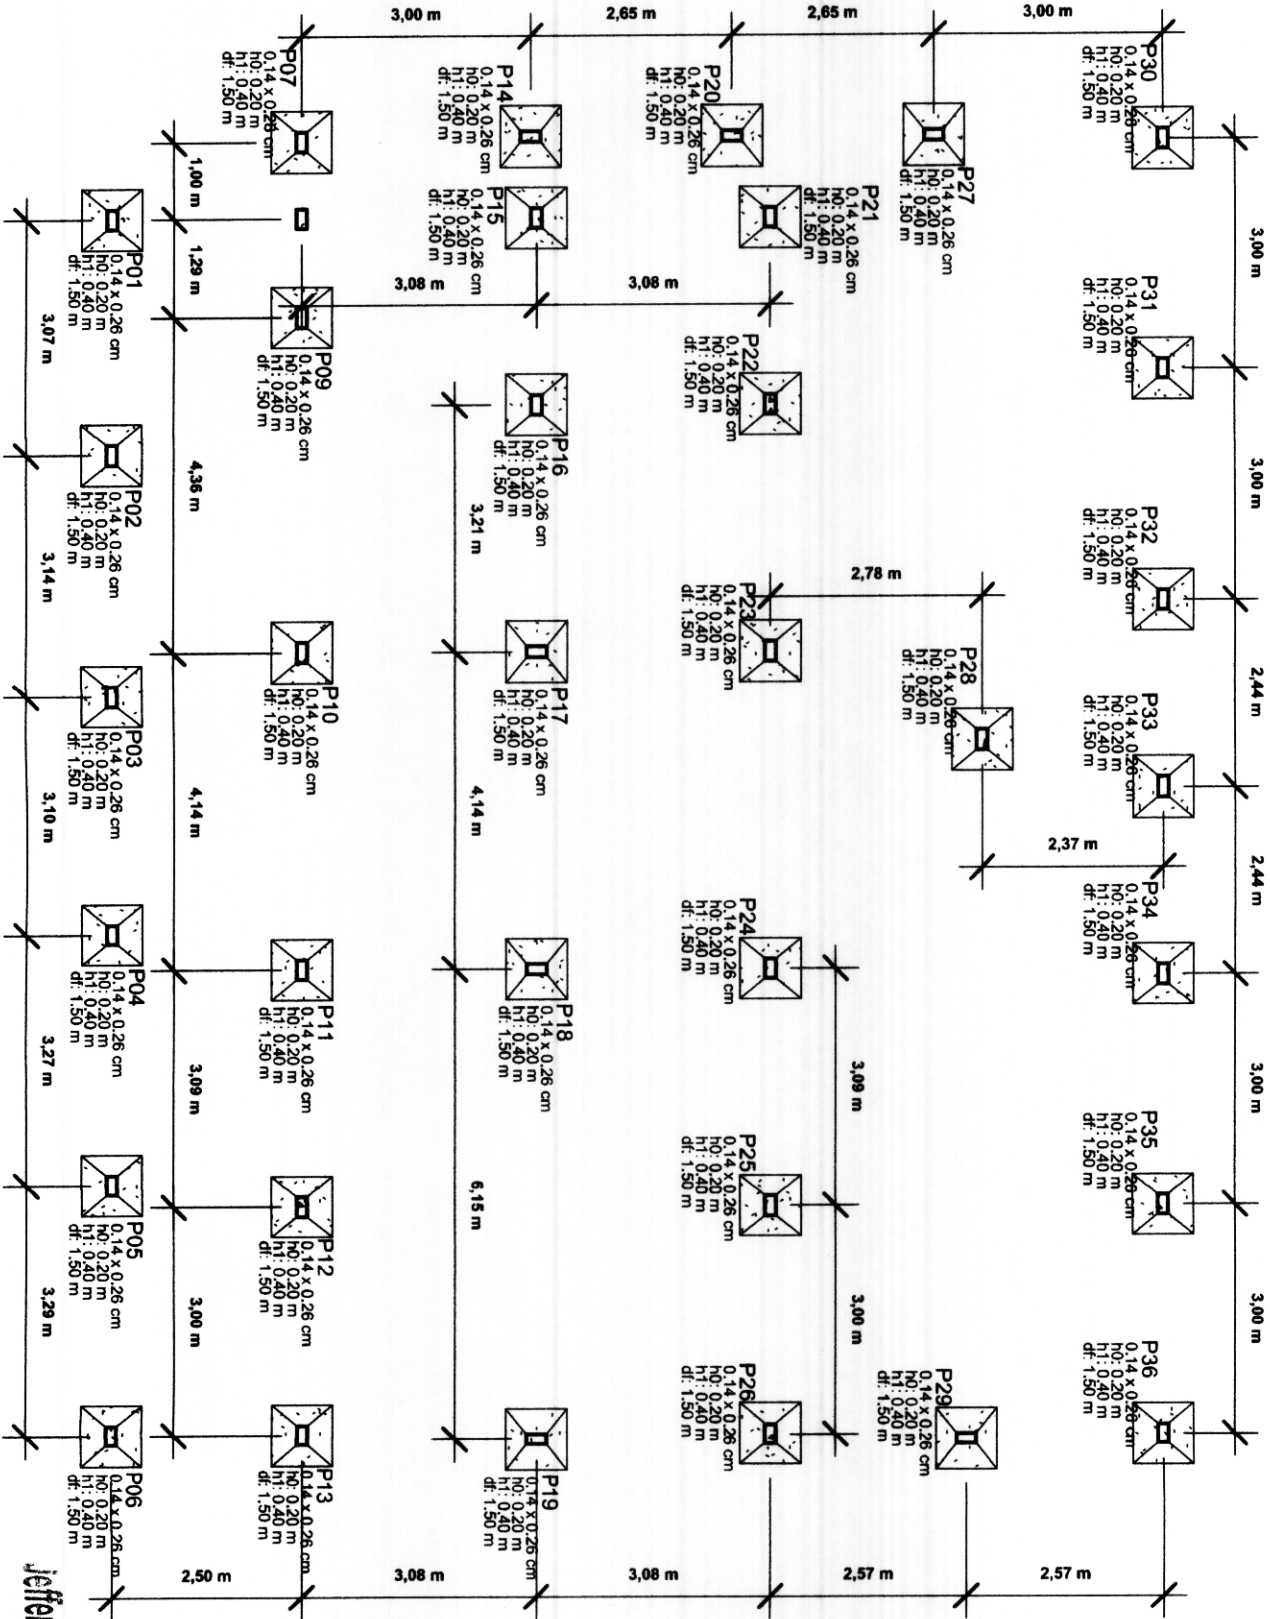 3,00 m
2,65 m
2,65 m
3,00 m
P07
0.14 x 0.26 cm
h0: 0.20 m
h1: 0.40 m
df: 1.50 m
P14
0.14 x 0.26 cm
h0: 0.20 m
h1: 0.40 m
df: 1.50 m
P20
0.14 x 0.26 cm
h0: 0.20 m
h1: 0.40 m
df: 1.50 m
P27
0.14 x 0.26 cm
h0: 0.20 m
h1: 0.40 m
df: 1.50 m
P30
0.14 x 0.26 cm
h0: 0.20 m
h1: 0.40 m
df: 1.50 m
1,00 m
P15
0.14 x 0.26 cm
h0: 0.20 m
h1: 0.40 m
df: 1.50 m
P21
0.14 x 0.26 cm
h0: 0.20 m
h1: 0.40 m
df: 1.50 m
3,00 m
P01
0.14 x 0.26 cm
h0: 0.20 m
h1: 0.40 m
df: 1.50 m
1,29 m
3,08 m
3,08 m
P31
0.14 x 0.26 cm
h0: 0.20 m
h1: 0.40 m
df: 1.50 m
3,07 m
P09
0.14 x 0.26 cm
h0: 0.20 m
h1: 0.40 m
df: 1.50 m
P22
0.14 x 0.26 cm
h0: 0.20 m
h1: 0.40 m
df: 1.50 m
P16
0.14 x 0.26 cm
h0: 0.20 m
h1: 0.40 m
df: 1.50 m
3,00 m
4,36 m
P02
0.14 x 0.26 cm
h0: 0.20 m
h1: 0.40 m
df: 1.50 m
3,21 m
P32
0.14 x 0.26 cm
h0: 0.20 m
h1: 0.40 m
df: 1.50 m
3,14 m
2,78 m
P23
0.14 x 0.26 cm
h0: 0.20 m
h1: 0.40 m
df: 1.50 m
P28
0.14 x 0.26 cm
h0: 0.20 m
h1: 0.40 m
df: 1.50 m
2,44 m
P10
0.14 x 0.26 cm
h0: 0.20 m
h1: 0.40 m
df: 1.50 m
P17
0.14 x 0.26 cm
h0: 0.20 m
h1: 0.40 m
df: 1.50 m
P33
0.14 x 0.26 cm
h0: 0.20 m
h1: 0.40 m
df: 1.50 m
P03
0.14 x 0.26 cm
h0: 0.20 m
h1: 0.40 m
df: 1.50 m
3,10 m
4,14 m
4,14 m
2,37 m
2,44 m
P24
0.14 x 0.26 cm
h0: 0.20 m
h1: 0.40 m
df: 1.50 m
P34
0.14 x 0.26 cm
h0: 0.20 m
h1: 0.40 m
df: 1.50 m
P04
0.14 x 0.26 cm
h0: 0.20 m
h1: 0.40 m
df: 1.50 m
P11
0.14 x 0.26 cm
h0: 0.20 m
h1: 0.40 m
df: 1.50 m
P18
0.14 x 0.26 cm
h0: 0.20 m
h1: 0.40 m
df: 1.50 m
3,27 m
3,09 m
3,09 m
3,00 m
P25
0.14 x 0.26 cm
h0: 0.20 m
h1: 0.40 m
df: 1.50 m
P35
0.14 x 0.26 cm
h0: 0.20 m
h1: 0.40 m
df: 1.50 m
6,15 m
P05
0.14 x 0.26 cm
h0: 0.20 m
h1: 0.40 m
df: 1.50 m
P12
0.14 x 0.26 cm
h0: 0.20 m
h1: 0.40 m
df: 1.50 m
3,29 m
3,00 m
3,00 m
3,00 m
P26
0.14 x 0.26 cm
h0: 0.20 m
h1: 0.40 m
df: 1.50 m
P29
0.14 x 0.26 cm
h0: 0.20 m
h1: 0.40 m
df: 1.50 m
P36
0.14 x 0.26 cm
h0: 0.20 m
h1: 0.40 m
df: 1.50 m
P06
0.14 x 0.26 cm
h0: 0.20 m
h1: 0.40 m
df: 1.50 m
P13
0.14 x 0.26 cm
h0: 0.20 m
h1: 0.40 m
df: 1.50 m
P19
0.14 x 0.26 cm
h0: 0.20 m
h1: 0.40 m
df: 1.50 m
2,50 m
3,08 m
3,08 m
2,57 m
2,57 m